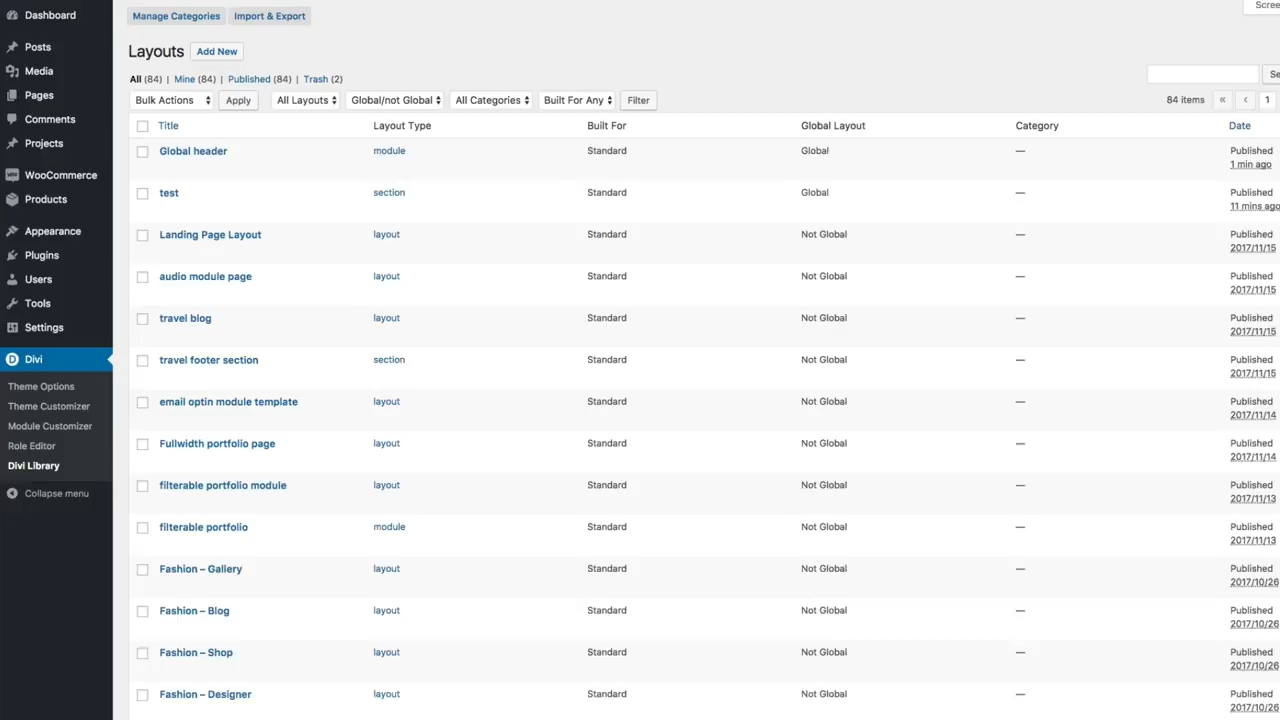 Dashboard
Posts
Media
Pages
Comments
Projects
WooCommerce
Products
Appearance
Plugins
Users
Tools
Settings
Divi
Theme Options
Theme Customizer
Module Customizer
Role Editor
Divi Library
Collapse menu
Manage Categories Import & Export
Layouts Add New
All (84) | Mine (84) | Published (84) | Trash (2)
Bulk Actions Apply All Layouts Global/not Global All Categories Built For Any Filter 84 items « ‹ 1
Title Layout Type Built For Global Layout Category Date
Global header module Standard Global — Published
1 min ago
test section Standard Global — Published
11 mins ago
Landing Page Layout layout Standard Not Global — Published
2017/11/15
audio module page layout Standard Not Global — Published
2017/11/15
travel blog layout Standard Not Global — Published
2017/11/15
travel footer section section Standard Not Global — Published
2017/11/15
email optin module template layout Standard Not Global — Published
2017/11/14
Fullwidth portfolio page layout Standard Not Global — Published
2017/11/14
filterable portfolio module layout Standard Not Global — Published
2017/11/13
filterable portfolio module Standard Not Global — Published
2017/11/13
Fashion – Gallery layout Standard Not Global — Published
2017/10/26
Fashion – Blog layout Standard Not Global — Published
2017/10/26
Fashion – Shop layout Standard Not Global — Published
2017/10/26
Fashion – Designer layout Standard Not Global — Published
2017/10/26